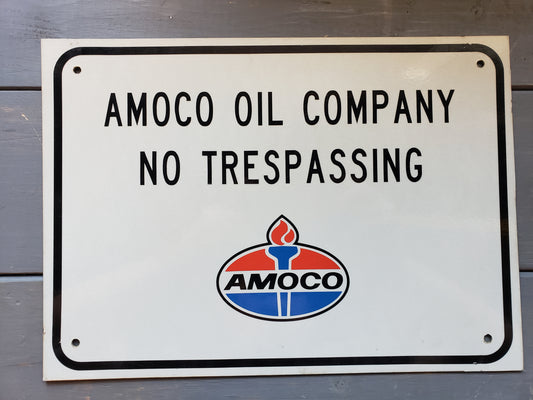 AMOCO OIL COMPANY
NO TRESPASSING
AMOCO